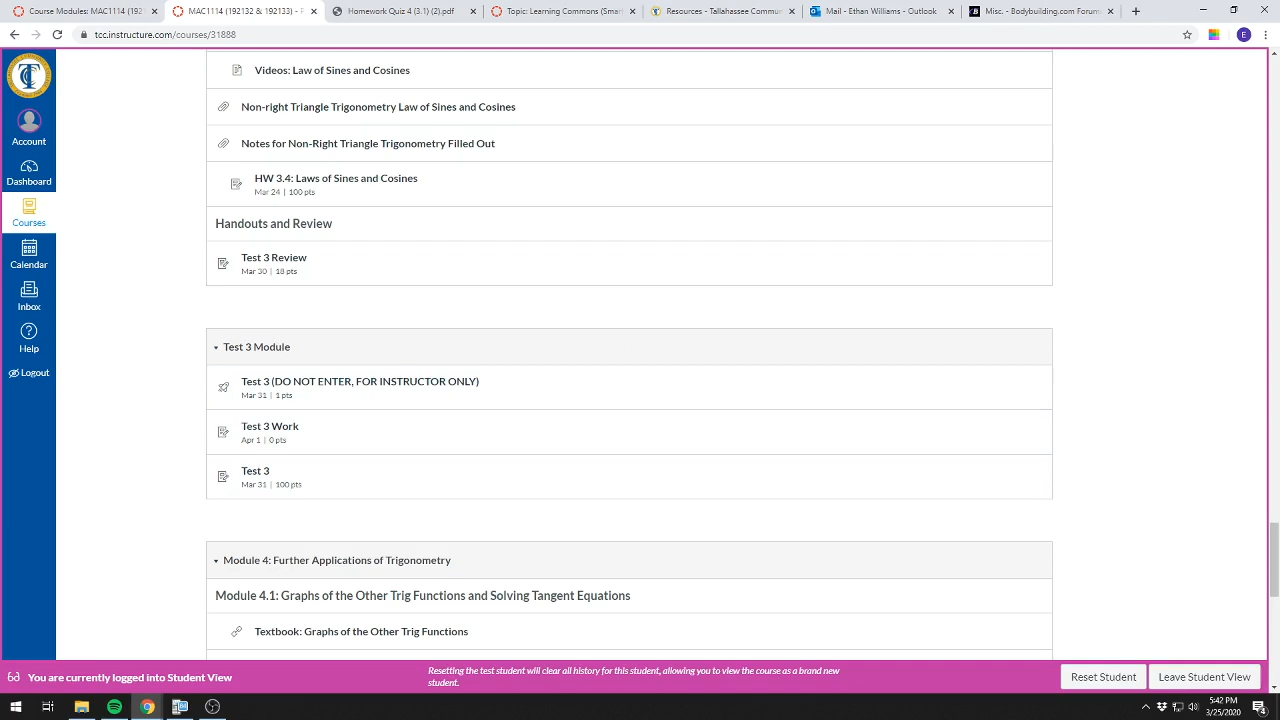 Course Modules: MAC1114 (192
MAC1114 (192132 & 192133) - F
Homework Quiz 4 (3.1) (2).pdf
Topic: Learning Commons (Smar
Resources - Tallahassee Commun
Mail - Ethan Williams - Outlook
Misc. - Bodybuilding.com Forum
tcc.instructure.com/courses/31888
E
Account
Dashboard
Courses
Calendar
Inbox
Help
Logout
Videos: Law of Sines and Cosines
Non-right Triangle Trigonometry Law of Sines and Cosines
Notes for Non-Right Triangle Trigonometry Filled Out
HW 3.4: Laws of Sines and Cosines
Mar 24 | 100 pts
Handouts and Review
Test 3 Review
Mar 30 | 18 pts
Test 3 Module
Test 3 (DO NOT ENTER, FOR INSTRUCTOR ONLY)
Mar 31 | 1 pts
Test 3 Work
Apr 1 | 0 pts
Test 3
Mar 31 | 100 pts
Module 4: Further Applications of Trigonometry
Module 4.1: Graphs of the Other Trig Functions and Solving Tangent Equations
Textbook: Graphs of the Other Trig Functions
You are currently logged into Student View
Resetting the test student will clear all history for this student, allowing you to view the course as a brand new
student.
Reset Student
Leave Student View
5:42 PM
3/25/2020